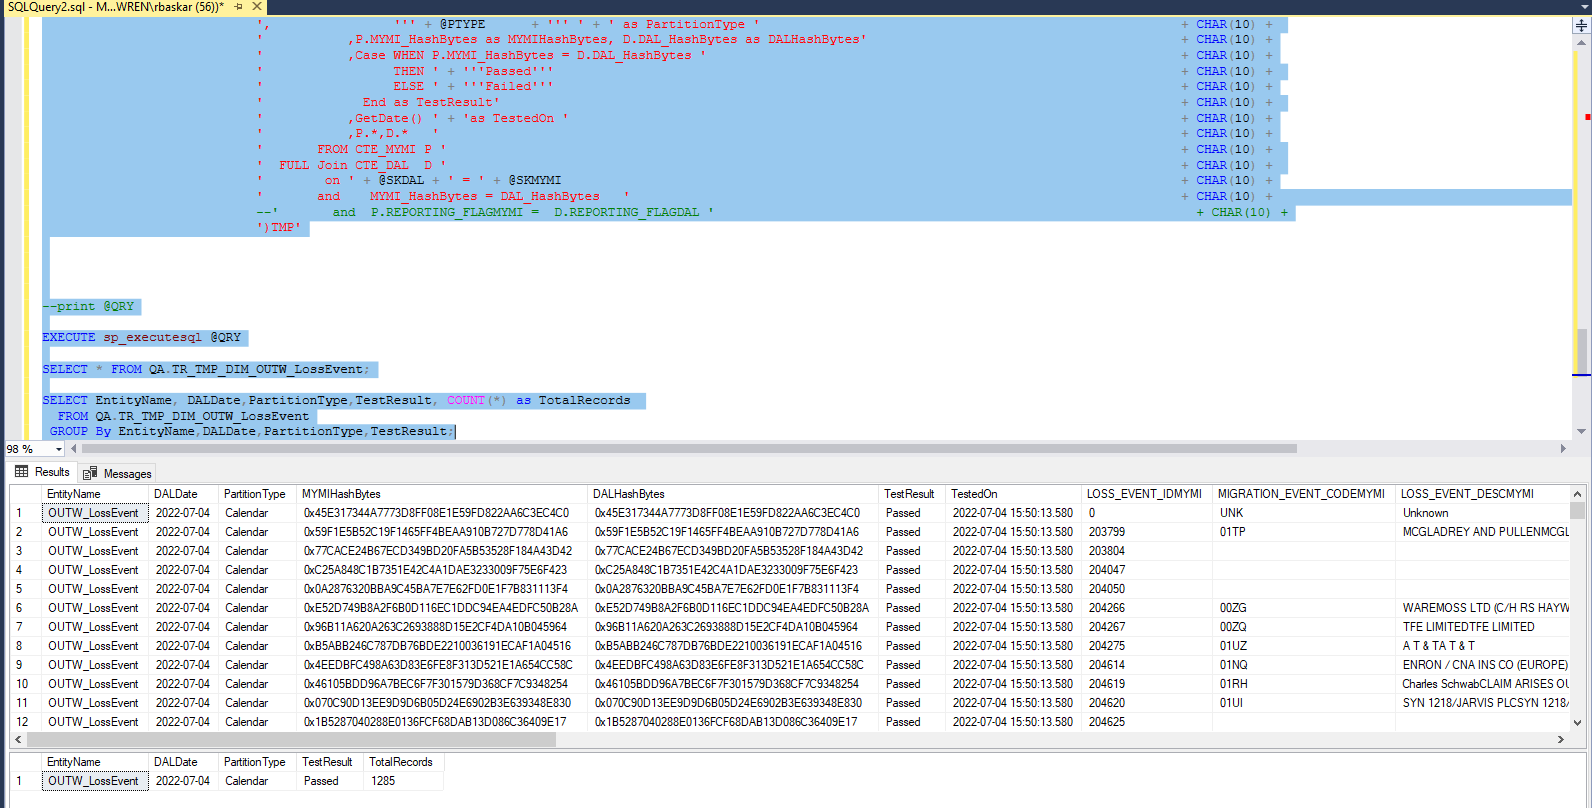 SQLQuery2.sql - M...WREN\rbaskar (56))*
',                ''' + @PTYPE      + ''' ' + ' as PartitionType '                + CHAR(10) +
'           ,P.MYMI_HashBytes as MYMIHashBytes, D.DAL_HashBytes as DALHashBytes'                + CHAR(10) +
'           ,Case WHEN P.MYMI_HashBytes = D.DAL_HashBytes '                + CHAR(10) +
'                 THEN ' + '''Passed'''                + CHAR(10) +
'                 ELSE ' + '''Failed'''                + CHAR(10) +
'             End as TestResult'                + CHAR(10) +
'            ,GetDate() ' + 'as TestedOn '                + CHAR(10) +
'           ,P.*,D.*   '                + CHAR(10) +
'       FROM CTE_MYMI P '                + CHAR(10) +
'  FULL Join CTE_DAL  D '                + CHAR(10) +
'        on ' + @SKDAL + ' = ' + @SKMYMI                + CHAR(10) +
'       and    MYMI_HashBytes = DAL_HashBytes   '                + CHAR(10) +
--'       and  P.REPORTING_FLAGMYMI =  D.REPORTING_FLAGDAL '                + CHAR(10) +
')TMP'
--print @QRY
EXECUTE sp_executesql @QRY
SELECT * FROM QA.TR_TMP_DIM_OUTW_LossEvent;
SELECT EntityName, DALDate,PartitionType,TestResult, COUNT(*) as TotalRecords
FROM QA.TR_TMP_DIM_OUTW_LossEvent
GROUP By EntityName,DALDate,PartitionType,TestResult;
98 %
Results Messages
EntityName DALDate PartitionType MYMIHashBytes DALHashBytes TestResult TestedOn LOSS_EVENT_IDMYMI MIGRATION_EVENT_CODEMYMI LOSS_EVENT_DESCMYMI
1 OUTW_LossEvent 2022-07-04 Calendar 0x45E317344A7773D8FF08E1E59FD822AA6C3EC4C0 0x45E317344A7773D8FF08E1E59FD822AA6C3EC4C0 Passed 2022-07-04 15:50:13.580 0 UNK Unknown
2 OUTW_LossEvent 2022-07-04 Calendar 0x59F1E5B52C19F1465FF4BEAA910B727D778D41A6 0x59F1E5B52C19F1465FF4BEAA910B727D778D41A6 Passed 2022-07-04 15:50:13.580 203799 01TP MCGLADREY AND PULLENMCGL
3 OUTW_LossEvent 2022-07-04 Calendar 0x77CACE24B67ECD349BD20FA5B53528F184A43D42 0x77CACE24B67ECD349BD20FA5B53528F184A43D42 Passed 2022-07-04 15:50:13.580 203804
4 OUTW_LossEvent 2022-07-04 Calendar 0xC25A848C1B7351E42C4A1DAE3233009F75E6F423 0xC25A848C1B7351E42C4A1DAE3233009F75E6F423 Passed 2022-07-04 15:50:13.580 204047
5 OUTW_LossEvent 2022-07-04 Calendar 0x0A2876320BBA9C45BA7E7E62FD0E1F7B831113F4 0x0A2876320BBA9C45BA7E7E62FD0E1F7B831113F4 Passed 2022-07-04 15:50:13.580 204050
6 OUTW_LossEvent 2022-07-04 Calendar 0xE52D749B8A2F6B0D116EC1DDC94EA4EDFC50B28A 0xE52D749B8A2F6B0D116EC1DDC94EA4EDFC50B28A Passed 2022-07-04 15:50:13.580 204266 00ZG WAREMOSS LTD (C/H RS HAYW
7 OUTW_LossEvent 2022-07-04 Calendar 0x96B11A620A263C2693888D15E2CF4DA10B045964 0x96B11A620A263C2693888D15E2CF4DA10B045964 Passed 2022-07-04 15:50:13.580 204267 00ZQ TFE LIMITEDTFE LIMITED
8 OUTW_LossEvent 2022-07-04 Calendar 0xB5ABB246C787DB76BDE2210036191ECAF1A04516 0xB5ABB246C787DB76BDE2210036191ECAF1A04516 Passed 2022-07-04 15:50:13.580 204275 01UZ A T & TA T & T
9 OUTW_LossEvent 2022-07-04 Calendar 0x4EEDBFC498A63D83E6FE8F313D521E1A654CC58C 0x4EEDBFC498A63D83E6FE8F313D521E1A654CC58C Passed 2022-07-04 15:50:13.580 204614 01NQ ENRON / CNA INS CO (EUROPE)
10 OUTW_LossEvent 2022-07-04 Calendar 0x46105BDD96A7BEC6F7F301579D368CF7C9348254 0x46105BDD96A7BEC6F7F301579D368CF7C9348254 Passed 2022-07-04 15:50:13.580 204619 01RH Charles SchwabCLAIM ARISES OU
11 OUTW_LossEvent 2022-07-04 Calendar 0x070C90D13EE9D9D6B05D24E6902B3E639348E830 0x070C90D13EE9D9D6B05D24E6902B3E639348E830 Passed 2022-07-04 15:50:13.580 204620 01UI SYN 1218/JARVIS PLCSYN 1218/
12 OUTW_LossEvent 2022-07-04 Calendar 0x1B5287040288E0136FCF68DAB13D086C36409E17 0x1B5287040288E0136FCF68DAB13D086C36409E17 Passed 2022-07-04 15:50:13.580 204625
EntityName DALDate PartitionType TestResult TotalRecords
1 OUTW_LossEvent 2022-07-04 Calendar Passed 1285